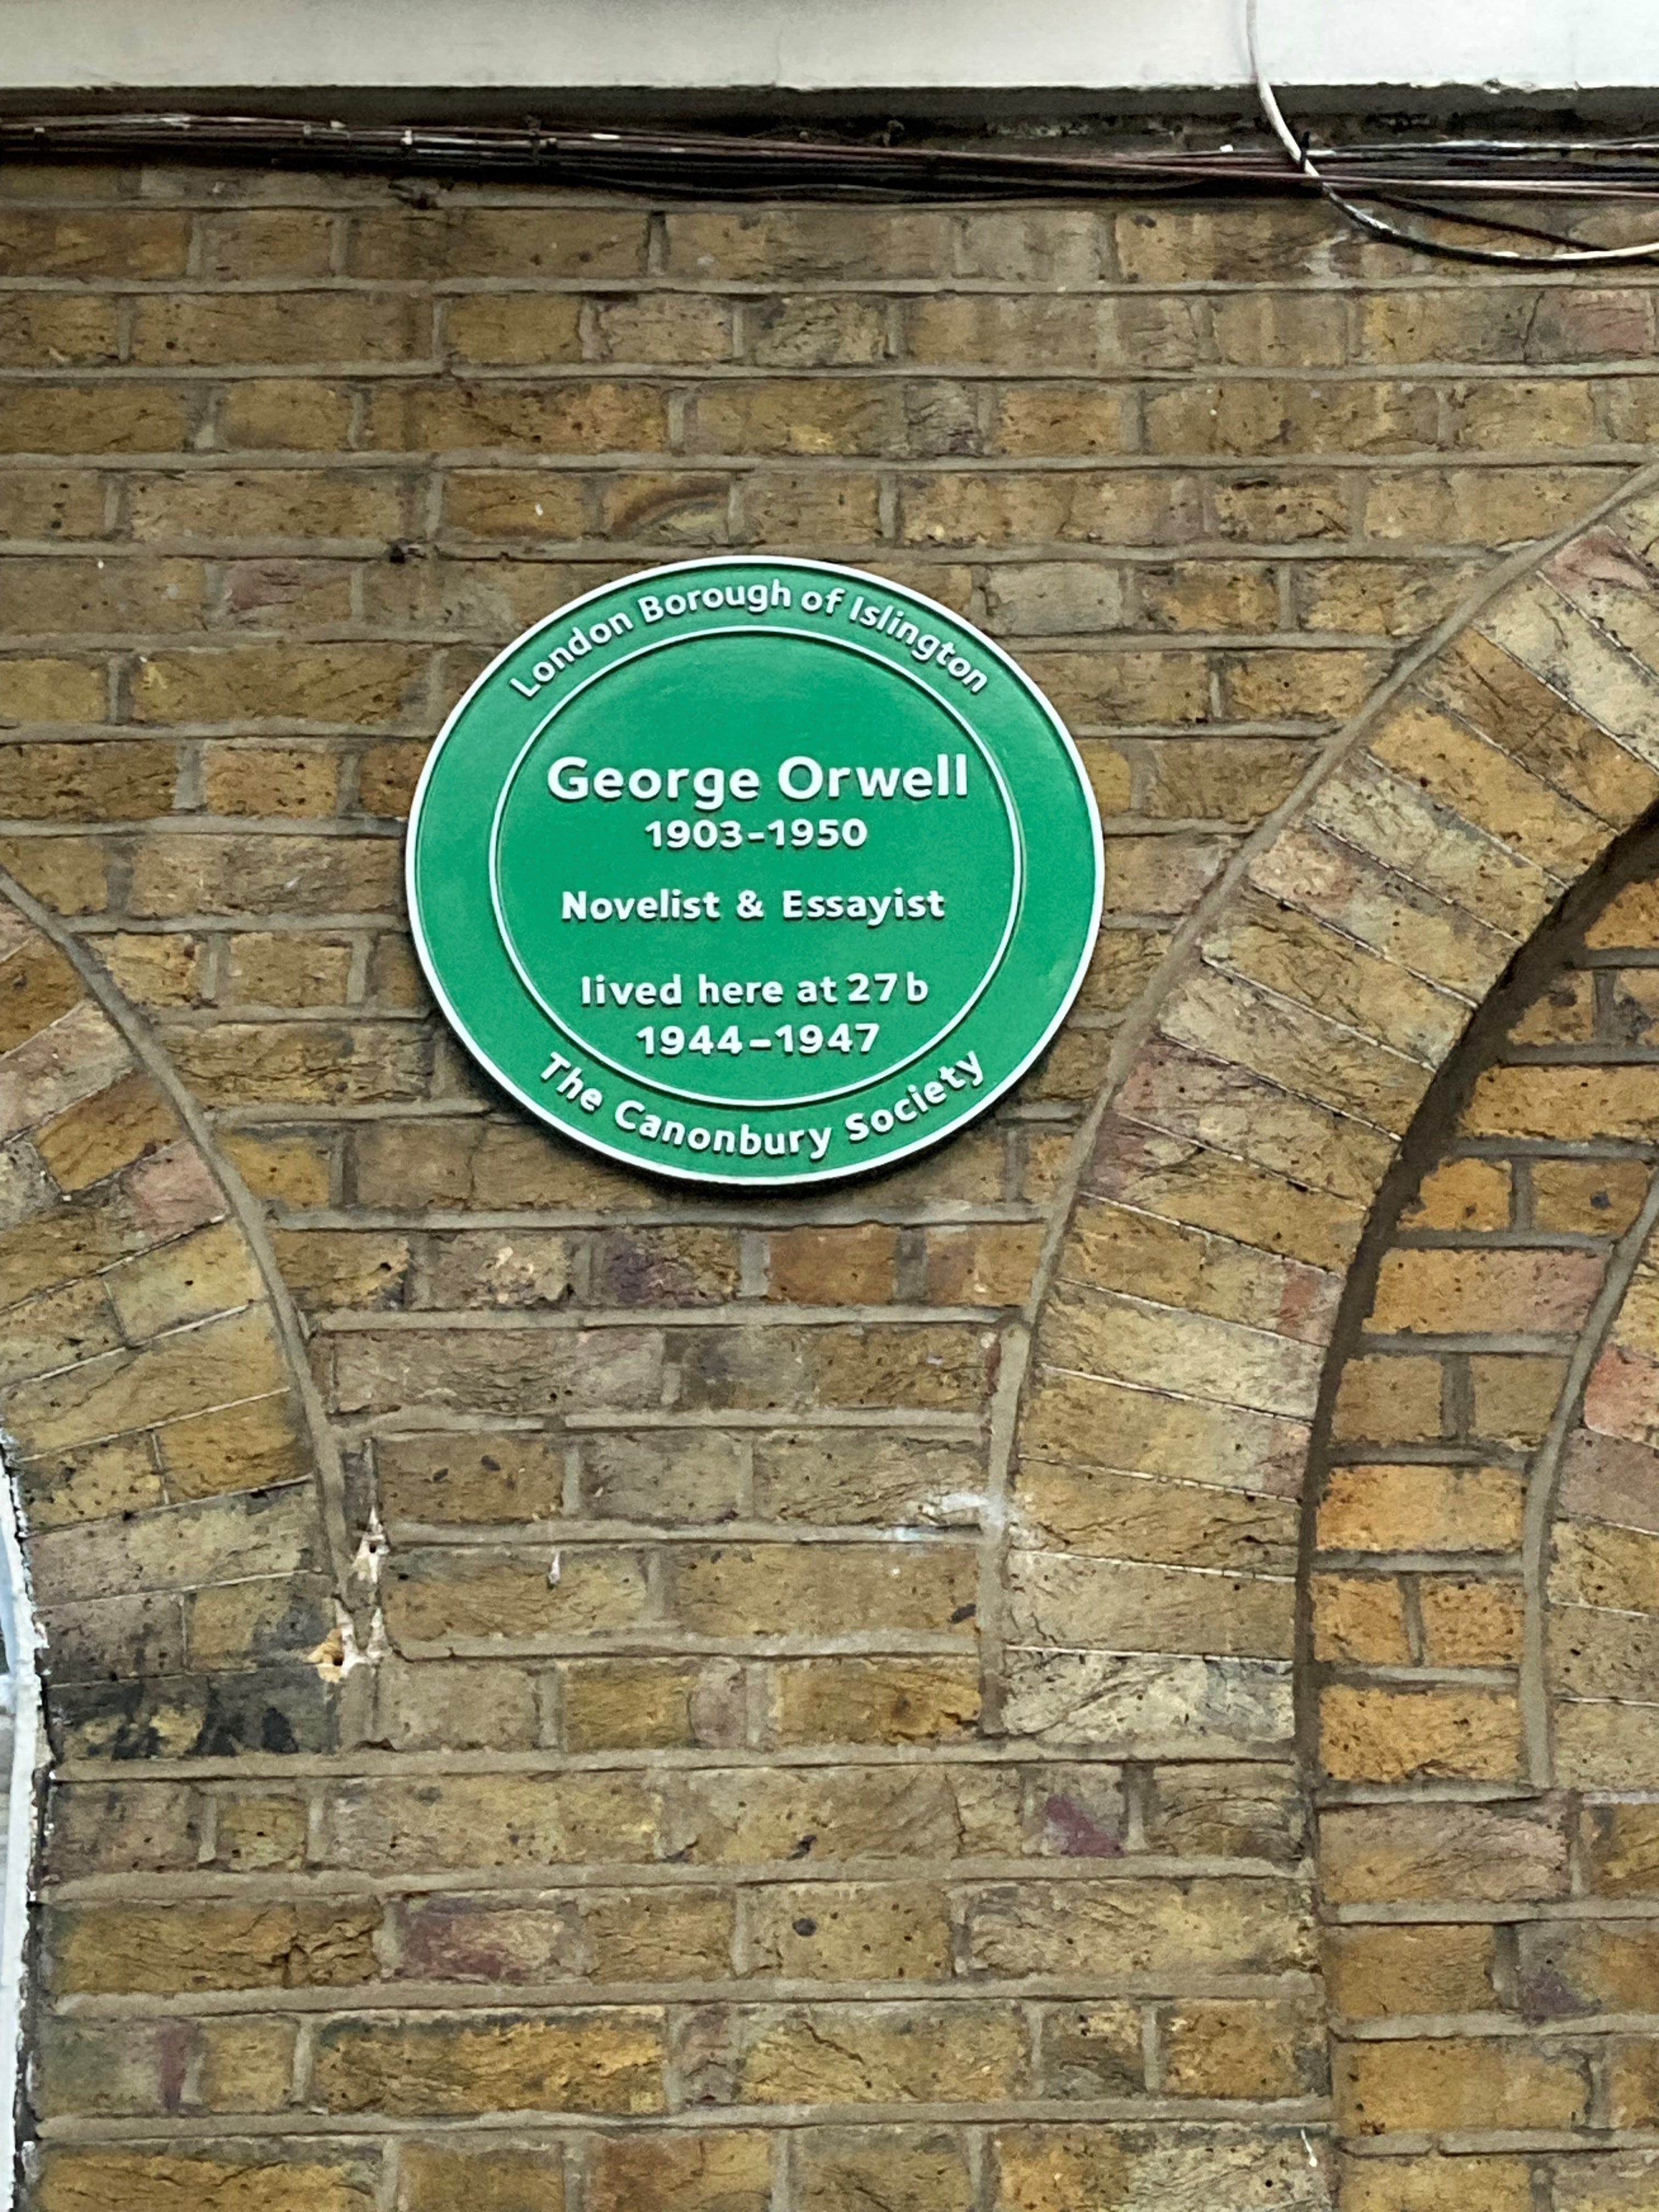 London Borough of Islington
George Orwell
1903-1950
Novelist & Essayist
lived here at 27b
1944-1947
The Canonbury Society